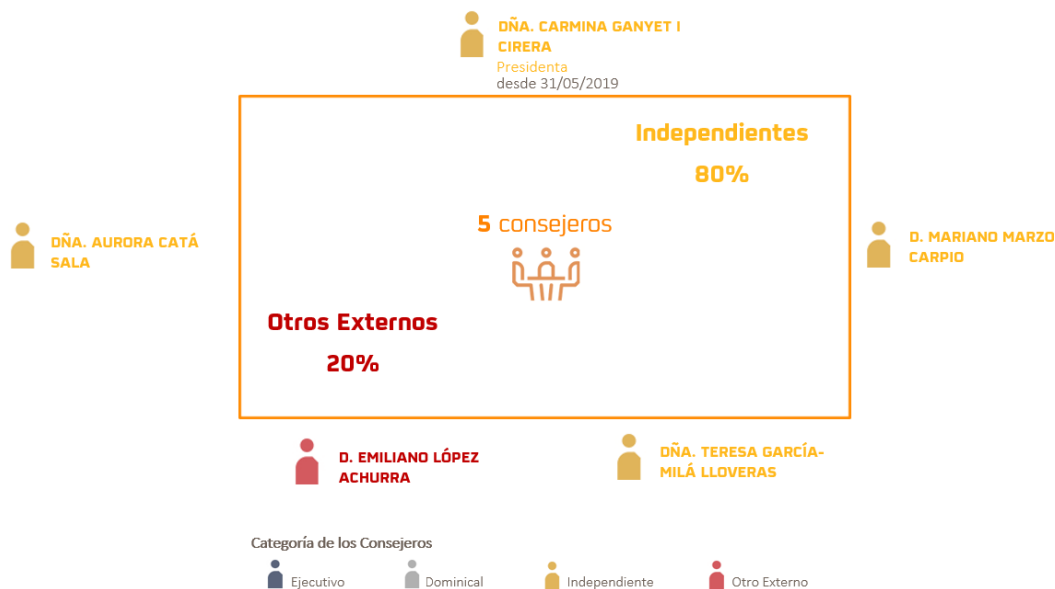 DÑA. CARMINA GANYET I
CIRERA
Presidenta
desde 31/05/2019
Independientes
80%
5 consejeros
DÑA. AURORA CATÁ
SALA
D. MARIANO MARZO
CARPIO
Otros Externos
20%
D. EMILIANO LÓPEZ
ACHURRA
DÑA. TERESA GARCÍA-
MILÁ LLOVERAS
Categoría de los Consejeros
Ejecutivo
Dominical
Independiente
Otro Externo